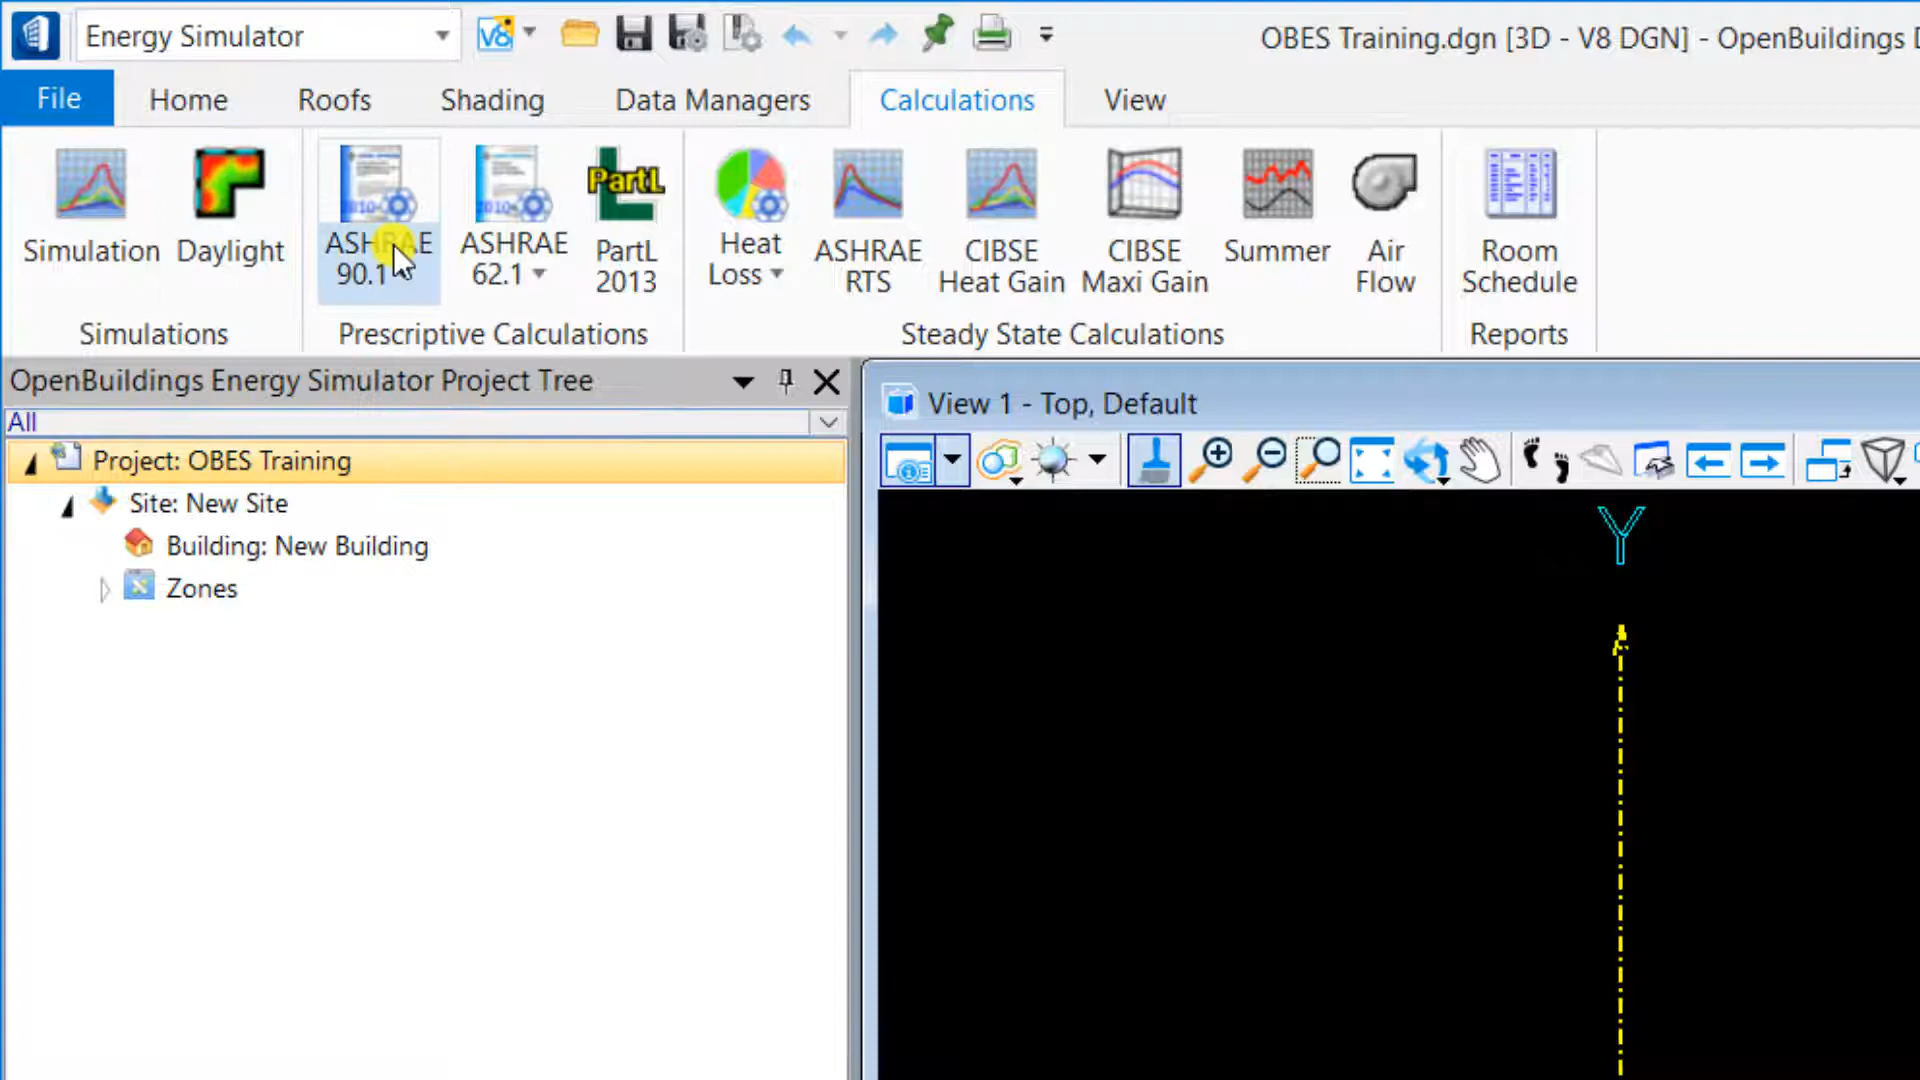 Energy Simulator
OBES Training.dgn [3D - V8 DGN] - OpenBuildings
File Home Roofs Shading Data Managers Calculations View
Simulation Daylight
ASHRAE 90.1
ASHRAE 62.1
PartL
PartL 2013
Heat Loss
ASHRAE RTS
CIBSE Heat Gain
CIBSE Maxi Gain
Summer
Air Flow
Room Schedule
Simulations Prescriptive Calculations Steady State Calculations Reports
OpenBuildings Energy Simulator Project Tree
All
Project: OBES Training
Site: New Site
Building: New Building
Zones
View 1 - Top, Default
Y